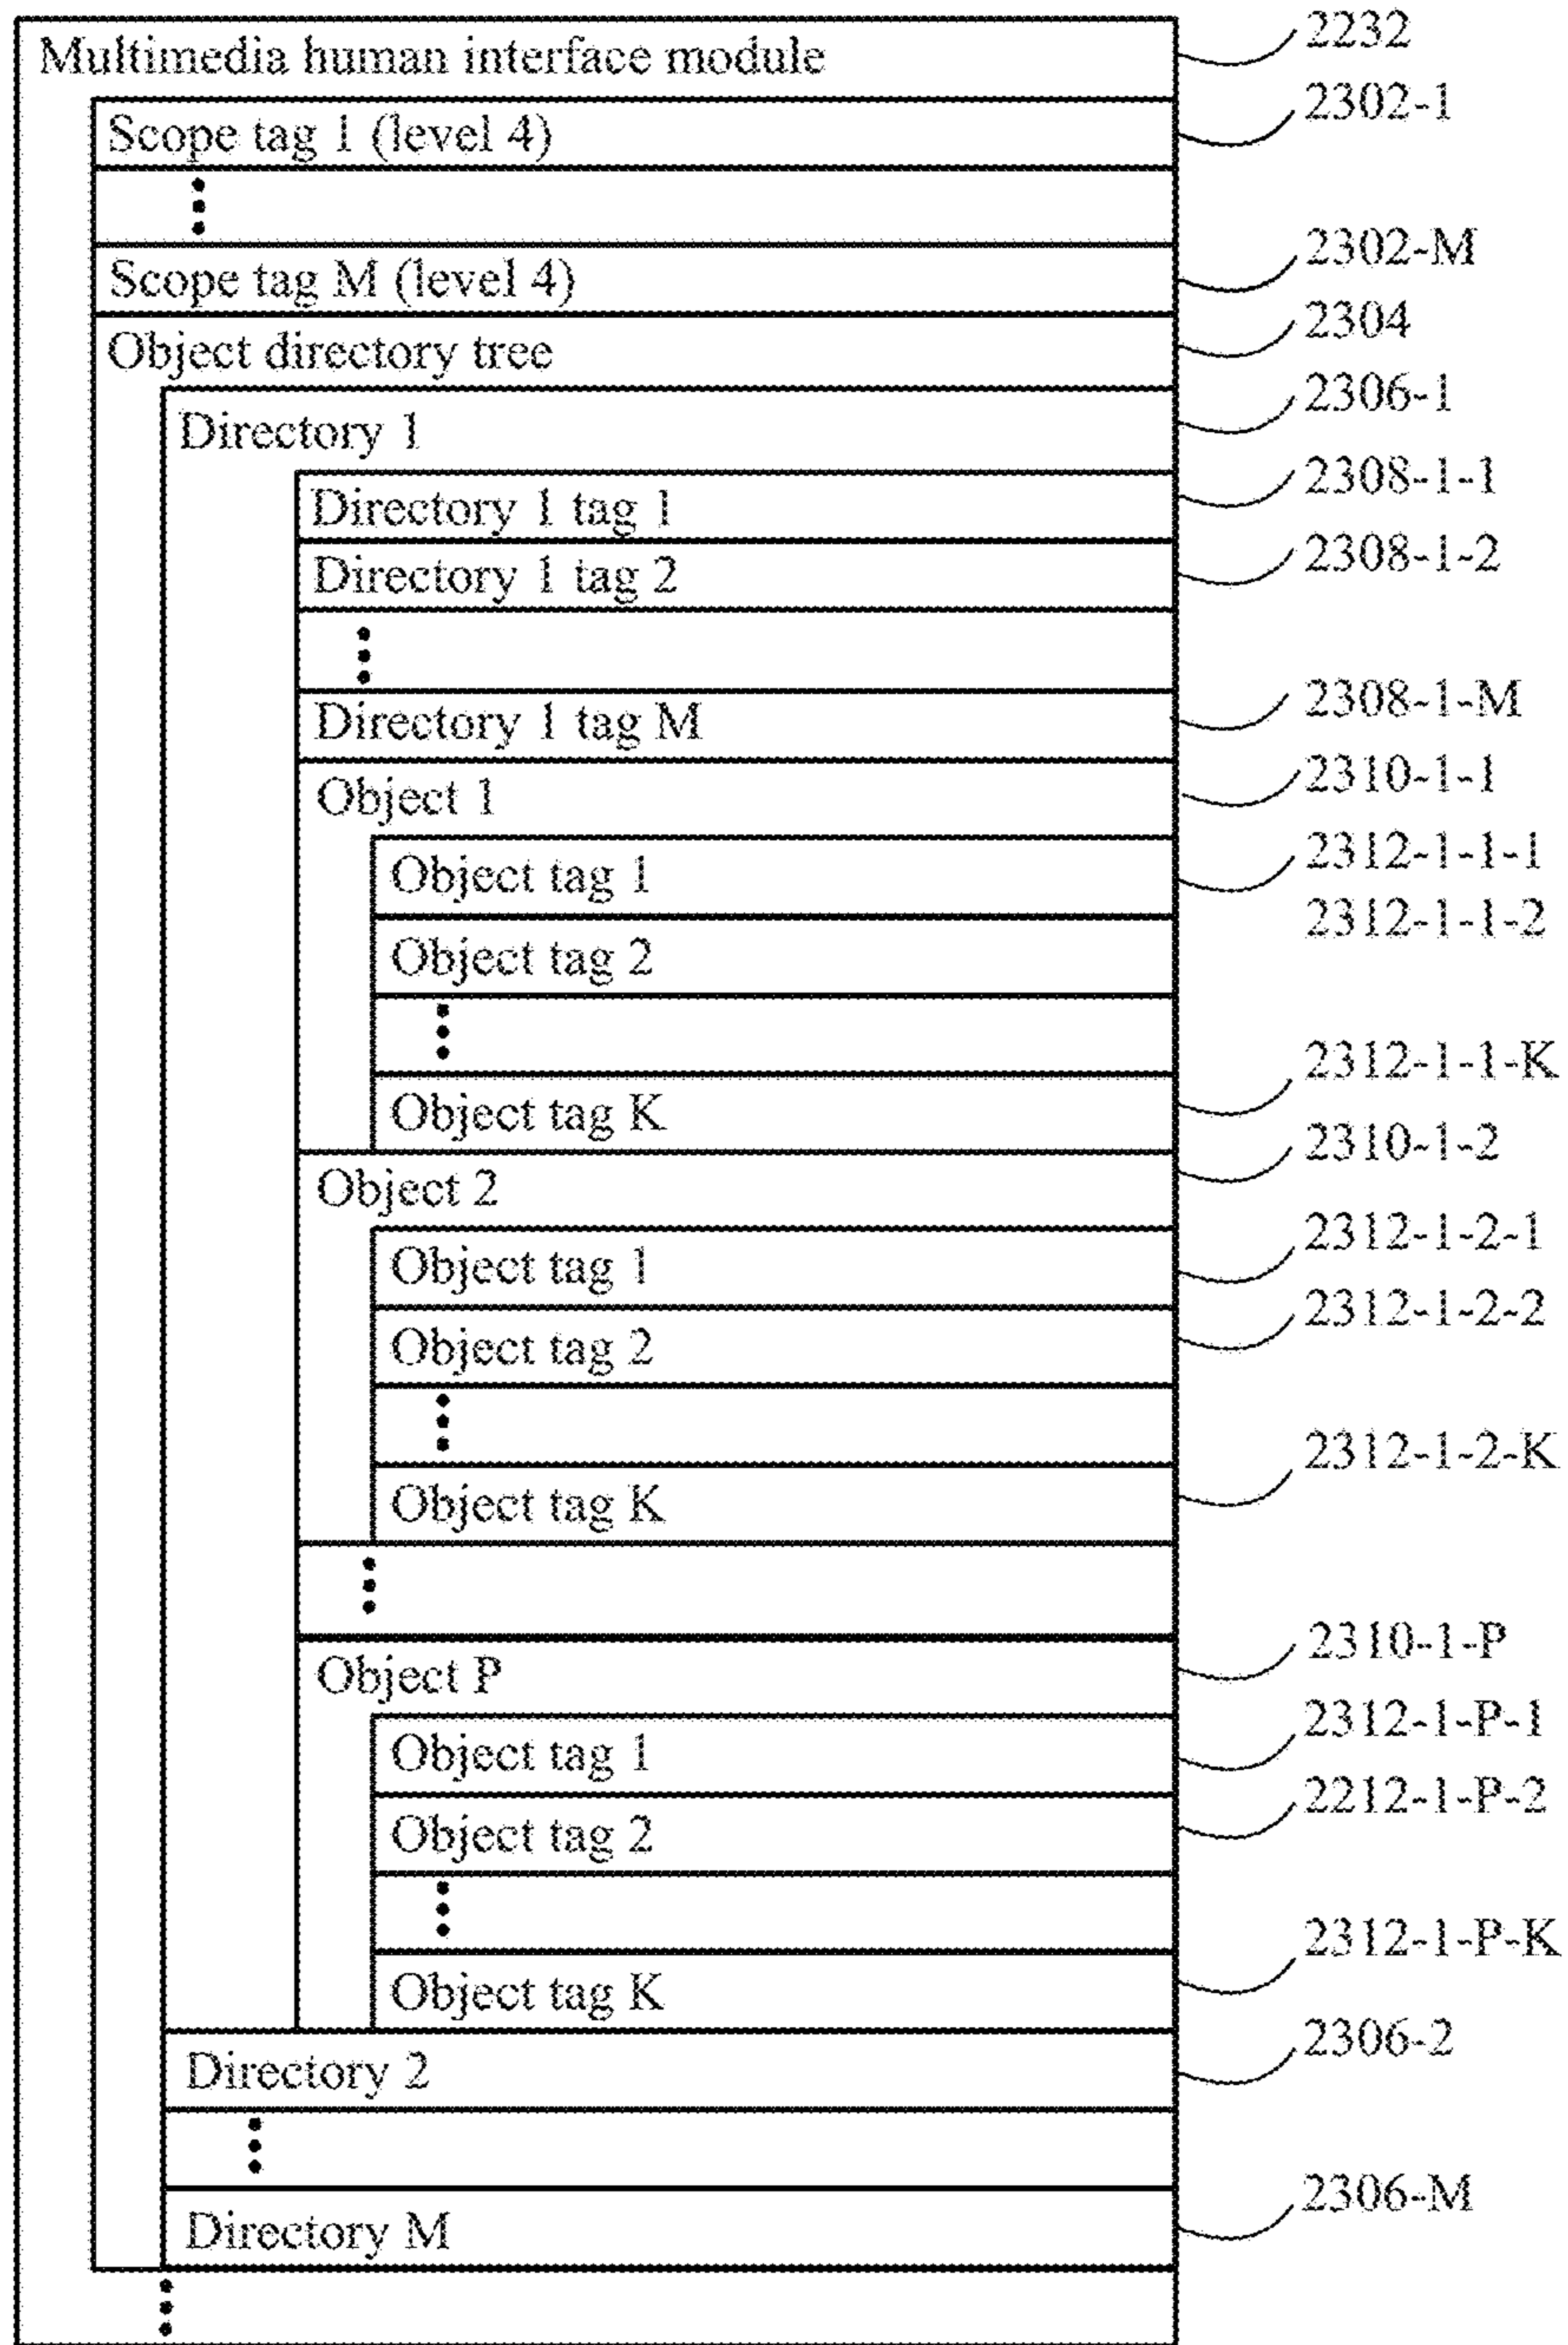 Multimedia human interface module 2232
Scope tag 1 (level 4) 2302-1
Scope tag M (level 4) 2302-M
Object directory tree 2304
Directory 1 2306-1
Directory 1 tag 1 2308-1-1
Directory 1 tag 2 2308-1-2
Directory 1 tag M 2308-1-M
Object 1 2310-1-1
Object tag 1 2312-1-1-1
Object tag 2 2312-1-1-2
Object tag K 2312-1-1-K
Object 2 2310-1-2
Object tag 1 2312-1-2-1
Object tag 2 2312-1-2-2
Object tag K 2312-1-2-K
Object P 2310-1-P
Object tag 1 2312-1-P-1
Object tag 2 2212-1-P-2
Object tag K 2312-1-P-K
Directory 2 2306-2
Directory M 2306-M